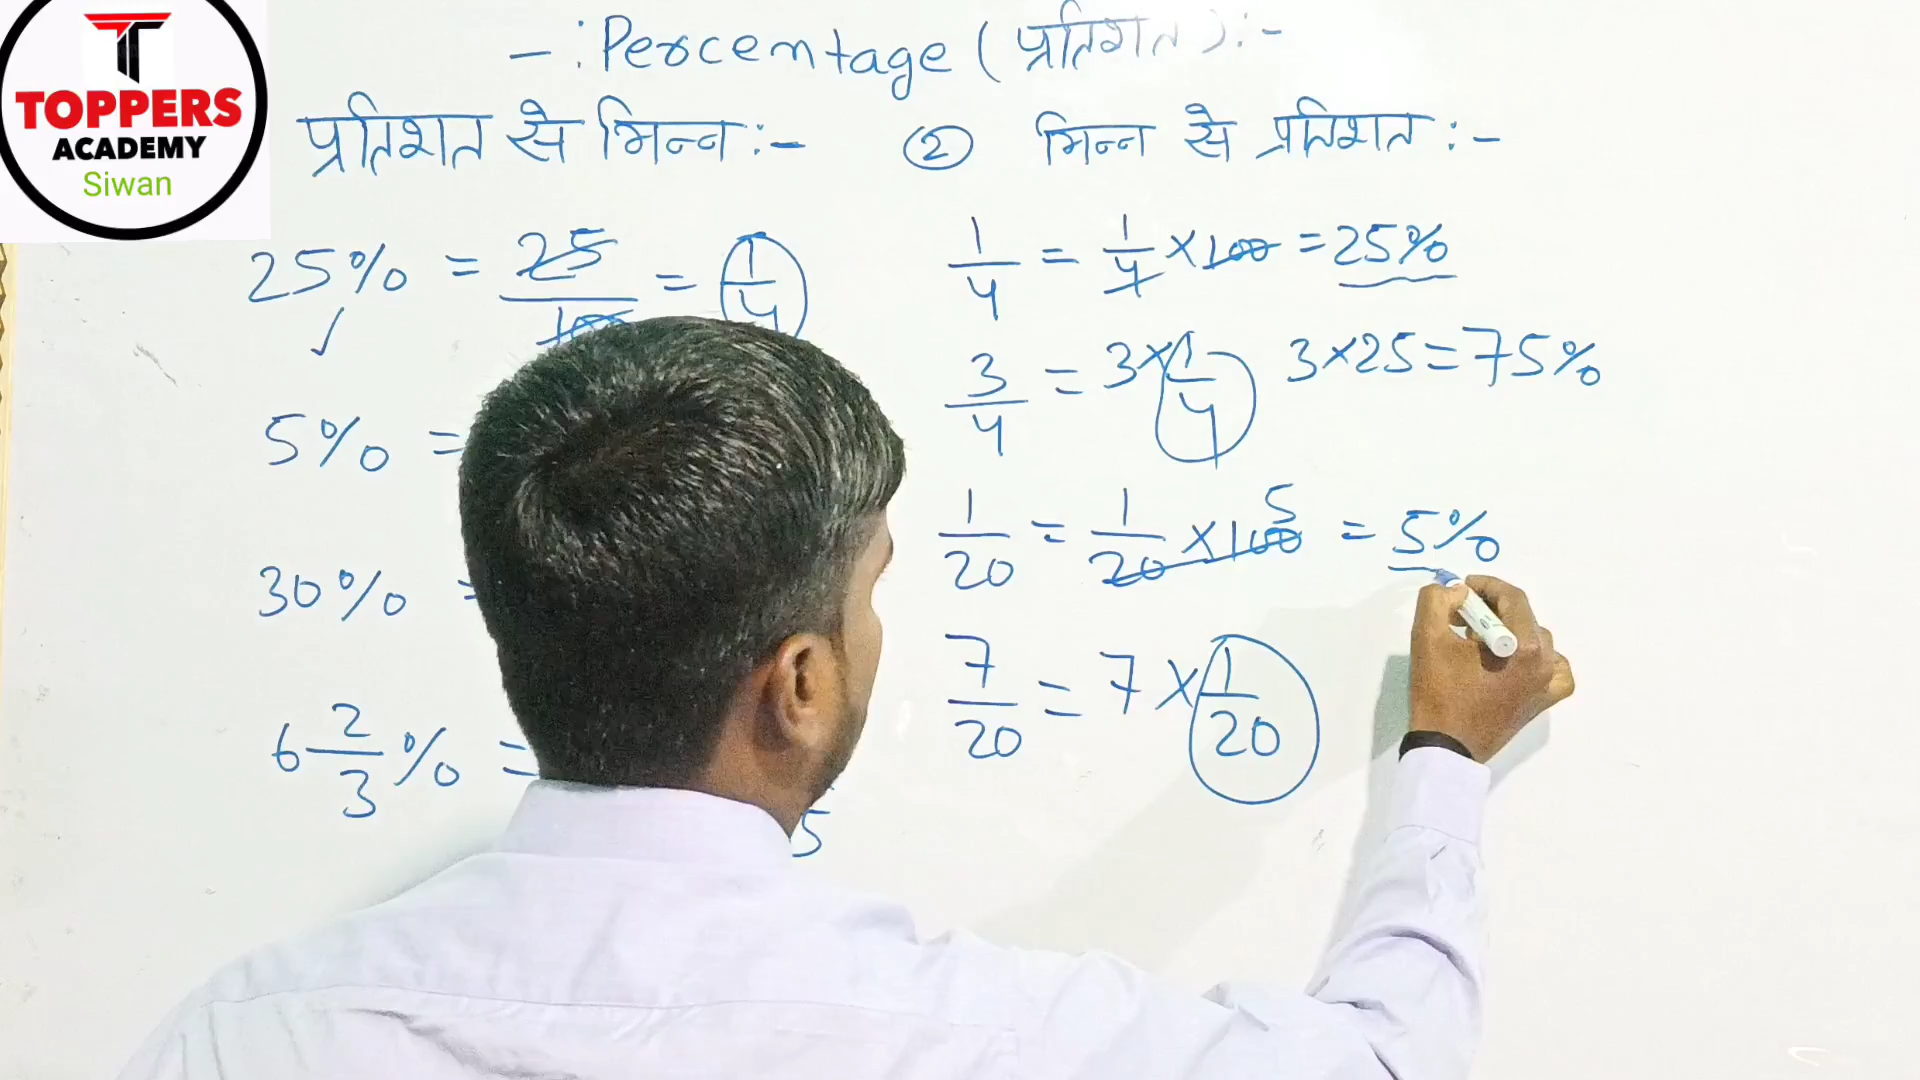 TOPPERS
ACADEMY
Siwan
- : Percentage (प्रतिशत) : -
प्रतिशत से भिन्न : -
25% = 25/100 = 1/4
5% =
30% =
6 2/3 % =
5
② भिन्न से प्रतिशत : -
1/4 = 1/4 × 100 = 25%
3/4 = 3 × 1/4 3 × 25 = 75%
1/20 = 1/20 × 100 5 = 5%
7/20 = 7 × 1/20